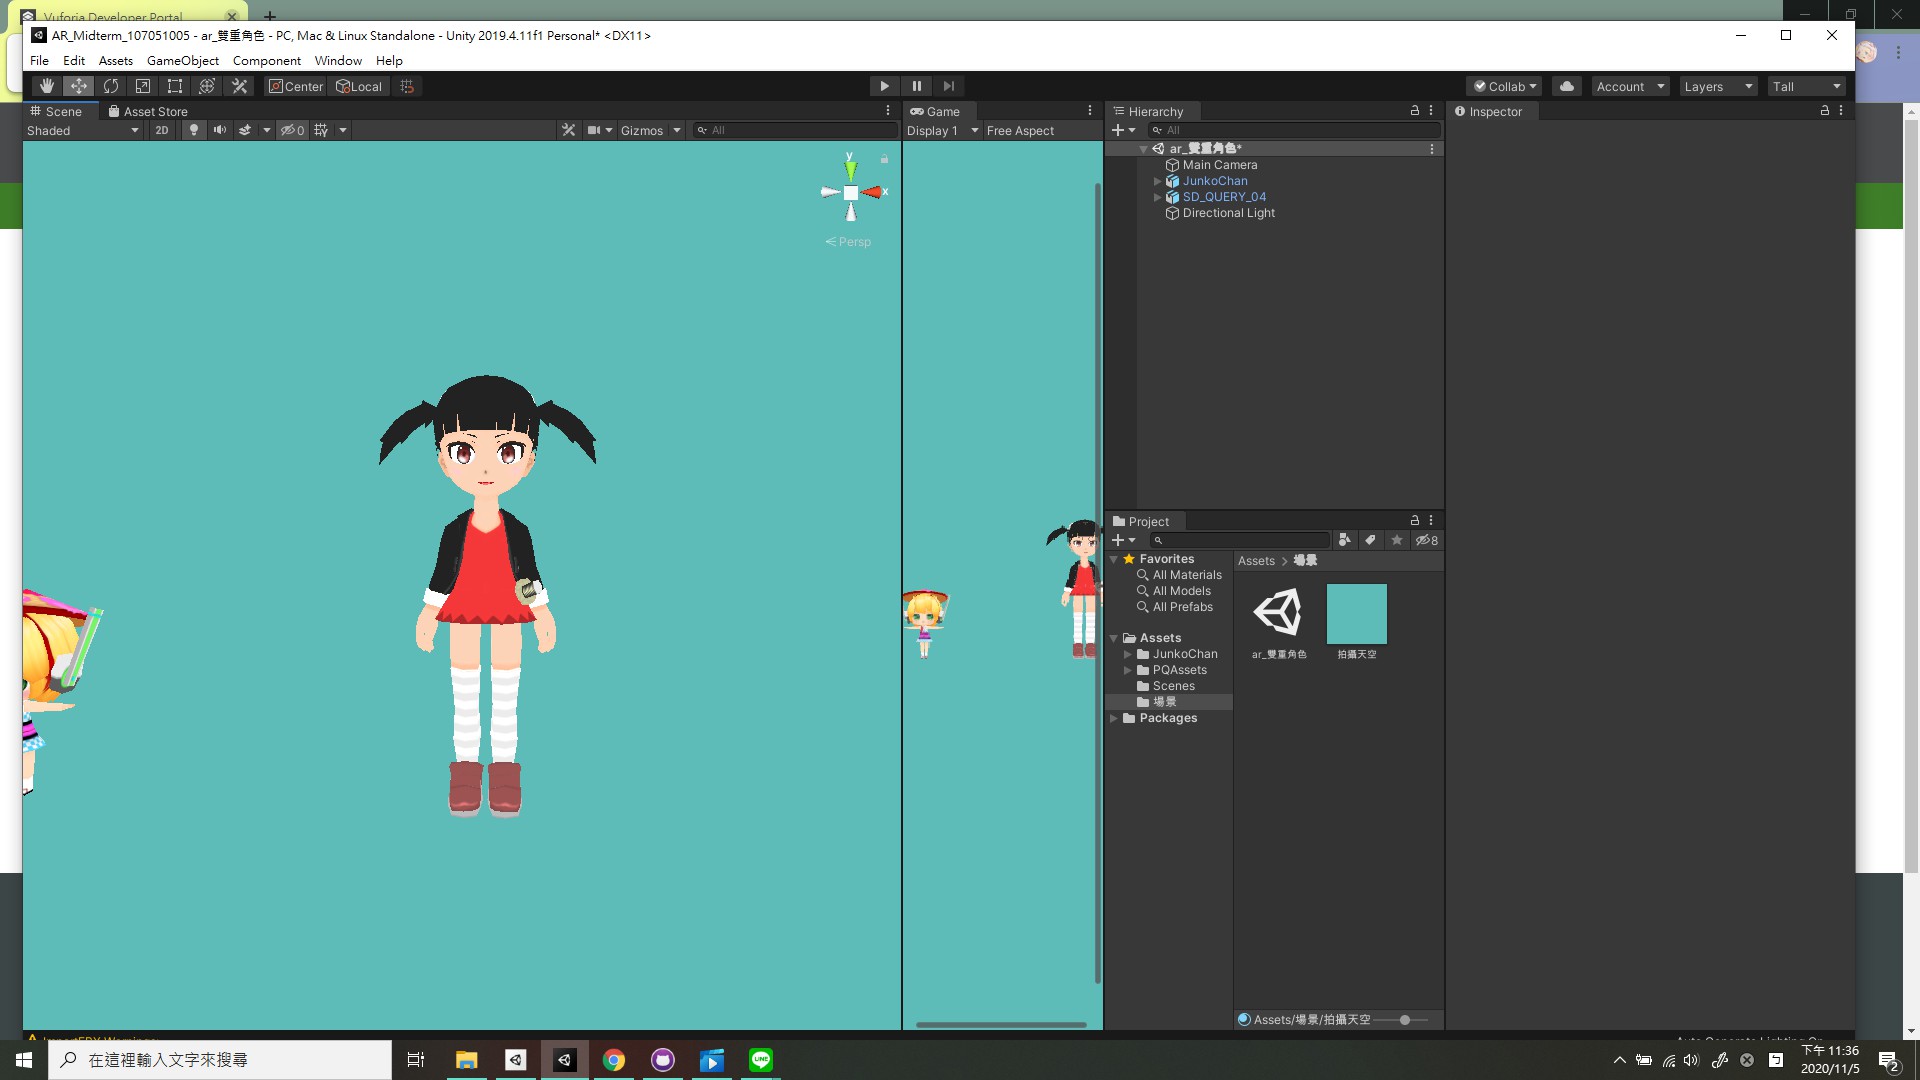 Vuforia Developer Portal
AR_Midterm_107051005 - ar_雙重角色 - PC, Mac & Linux Standalone - Unity 2019.4.11f1 Personal* <DX11>
File Edit Assets GameObject Component Window Help
Center Local Collab Account Layers Tall
Scene Asset Store Game Hierarchy Inspector
Shaded 2D 0 Gizmos All Display 1 Free Aspect All
ar_雙重角色*
Main Camera
JunkoChan
SD_QUERY_04
Directional Light
y
x
Persp
Project
8
Favorites
All Materials
All Models
All Prefabs
Assets
JunkoChan
PQAssets
Scenes
場景
Packages
Assets > 場景
ar_雙重角色 拍攝天空
Assets/場景/拍攝天空
在這裡輸入文字來搜尋
LINE
下午 11:36
2020/11/5
2